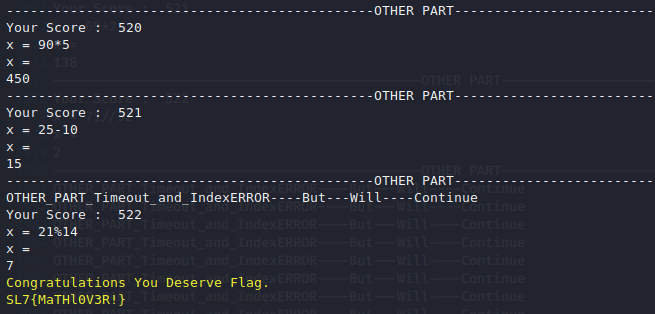 -----------------------------------------------OTHER PART-------------------------
Your Score :  520
x = 90*5
x =
450
-----------------------------------------------OTHER PART-------------------------
Your Score :  521
x = 25-10
x =
15
-----------------------------------------------OTHER PART-------------------------
OTHER_PART_Timeout_and_IndexERROR----But---Will----Continue
Your Score :  522
x = 21%14
x =
7
Congratulations You Deserve Flag.
SL7{MaTHl0V3R!}